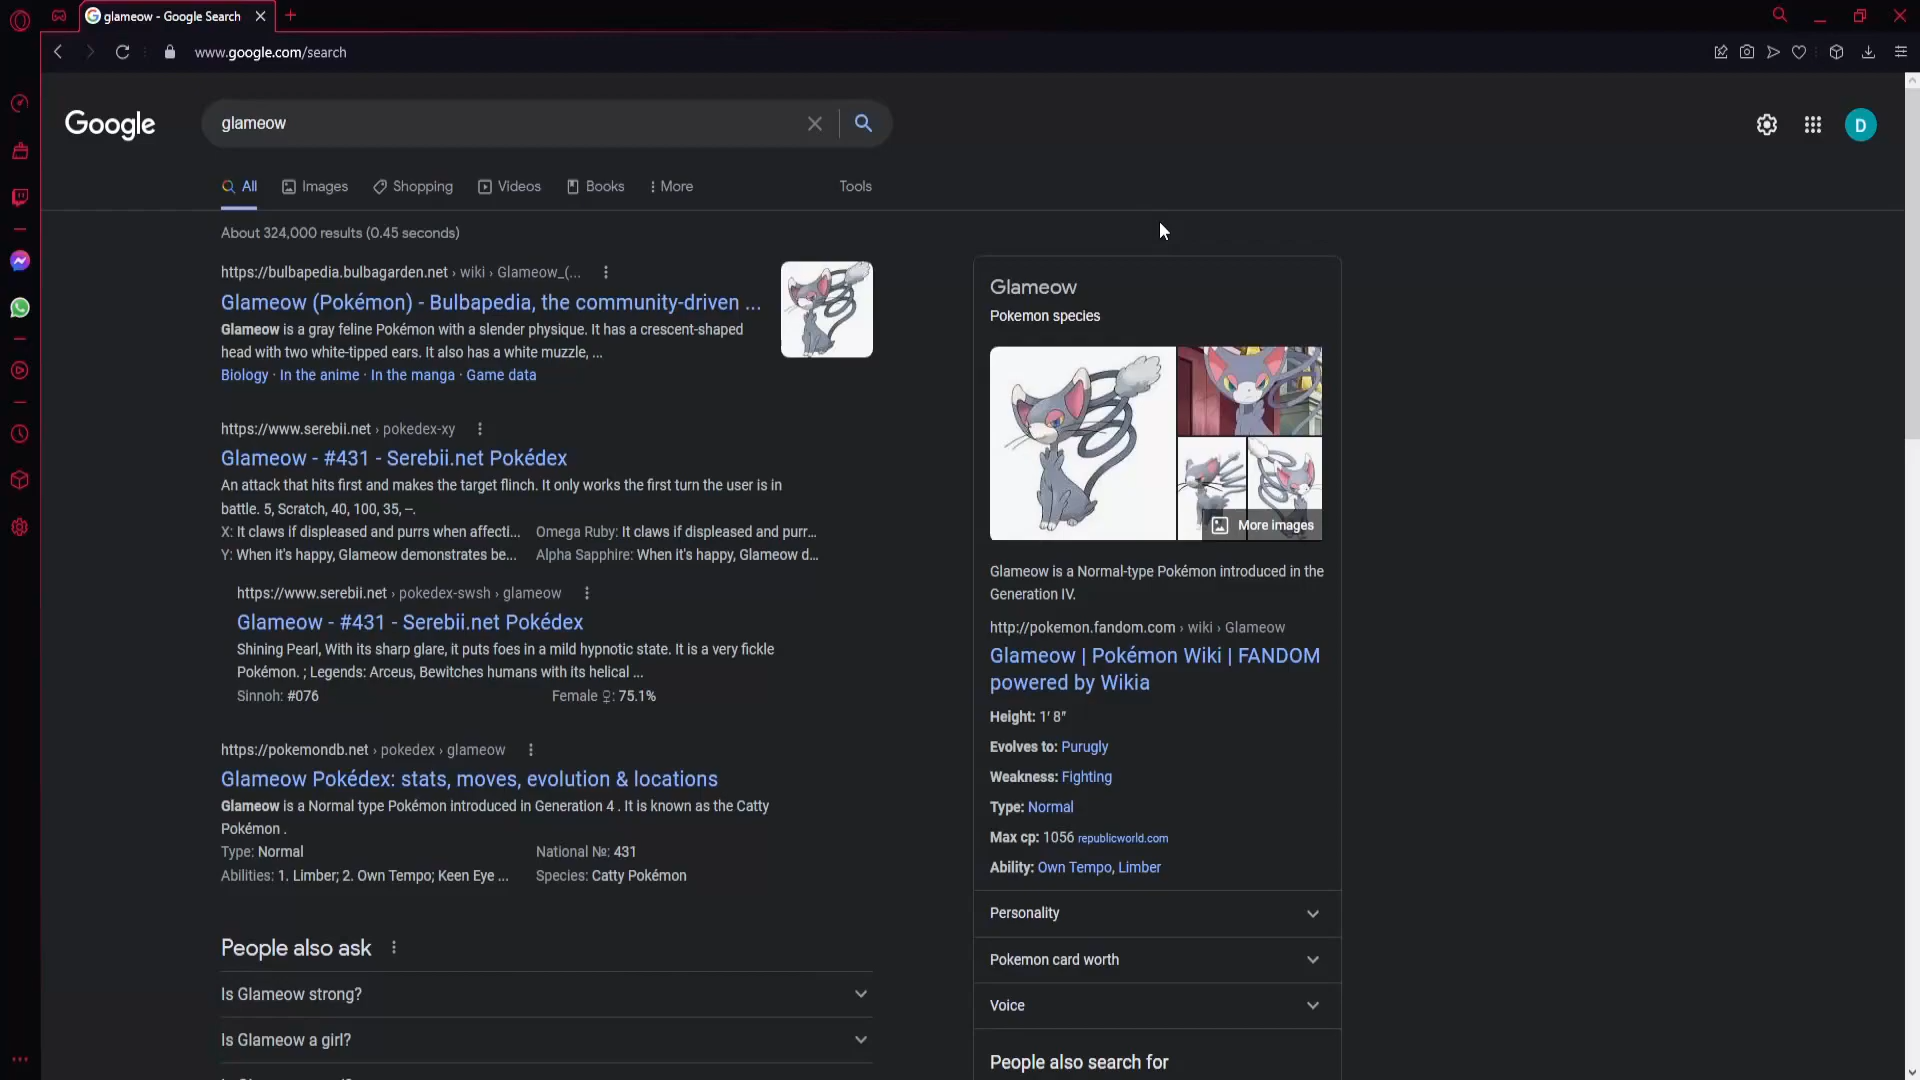 glameow - Google Search
www.google.com/search
Google
glameow
D
All
Images
Shopping
Videos
Books
More
Tools
About 324,000 results (0.45 seconds)
https://bulbapedia.bulbagarden.net › wiki › Glameow_(...
Glameow (Pokémon) - Bulbapedia, the community-driven ...
Glameow is a gray feline Pokémon with a slender physique. It has a crescent-shaped
head with two white-tipped ears. It also has a white muzzle, ...
Biology · In the anime · In the manga · Game data
https://www.serebii.net › pokedex-xy
Glameow - #431 - Serebii.net Pokédex
An attack that hits first and makes the target flinch. It only works the first turn the user is in
battle. 5, Scratch, 40, 100, 35, --.
X: It claws if displeased and purrs when affecti... Omega Ruby: It claws if displeased and purr...
Y: When it's happy, Glameow demonstrates be... Alpha Sapphire: When it's happy, Glameow d...
https://www.serebii.net › pokedex-swsh › glameow
Glameow - #431 - Serebii.net Pokédex
Shining Pearl, With its sharp glare, it puts foes in a mild hypnotic state. It is a very fickle
Pokémon. ; Legends: Arceus, Bewitches humans with its helical ...
Sinnoh: #076 Female ♀: 75.1%
https://pokemondb.net › pokedex › glameow
Glameow Pokédex: stats, moves, evolution & locations
Glameow is a Normal type Pokémon introduced in Generation 4 . It is known as the Catty
Pokémon .
Type: Normal National №: 431
Abilities: 1. Limber; 2. Own Tempo; Keen Eye ... Species: Catty Pokémon
People also ask
Is Glameow strong?
Is Glameow a girl?
Glameow
Pokemon species
More images
Glameow is a Normal-type Pokémon introduced in the
Generation IV.
http://pokemon.fandom.com › wiki › Glameow
Glameow | Pokémon Wiki | FANDOM
powered by Wikia
Height: 1′ 8″
Evolves to: Purugly
Weakness: Fighting
Type: Normal
Max cp: 1056 republicworld.com
Ability: Own Tempo, Limber
Personality
Pokemon card worth
Voice
People also search for